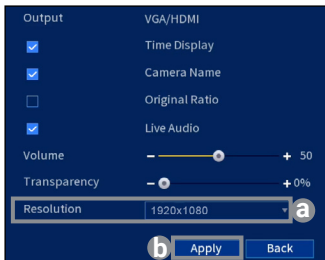 Output VGA/HDMI
Time Display
Camera Name
Original Ratio
Live Audio
Volume - + 50
Transparency - + 0%
Resolution 1920x1080 a
b Apply Back